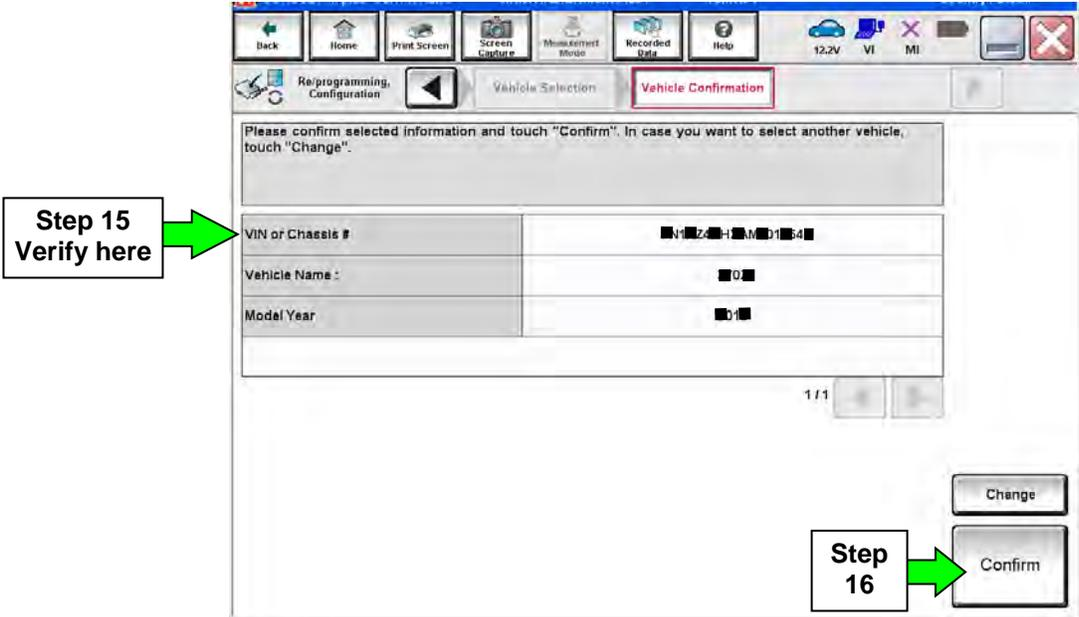 Back
Home
Print Screen
Screen Capture
Measurement Mode
Recorded Data
Help
12.2V
VI
MI
Re/programming, Configuration
Vehicle Selection
Vehicle Confirmation
Please confirm selected information and touch "Confirm". In case you want to select another vehicle,
touch "Change".
Step 15
Verify here
VIN or Chassis #
Vehicle Name :
Model Year
1/1
Change
Step
16
Confirm